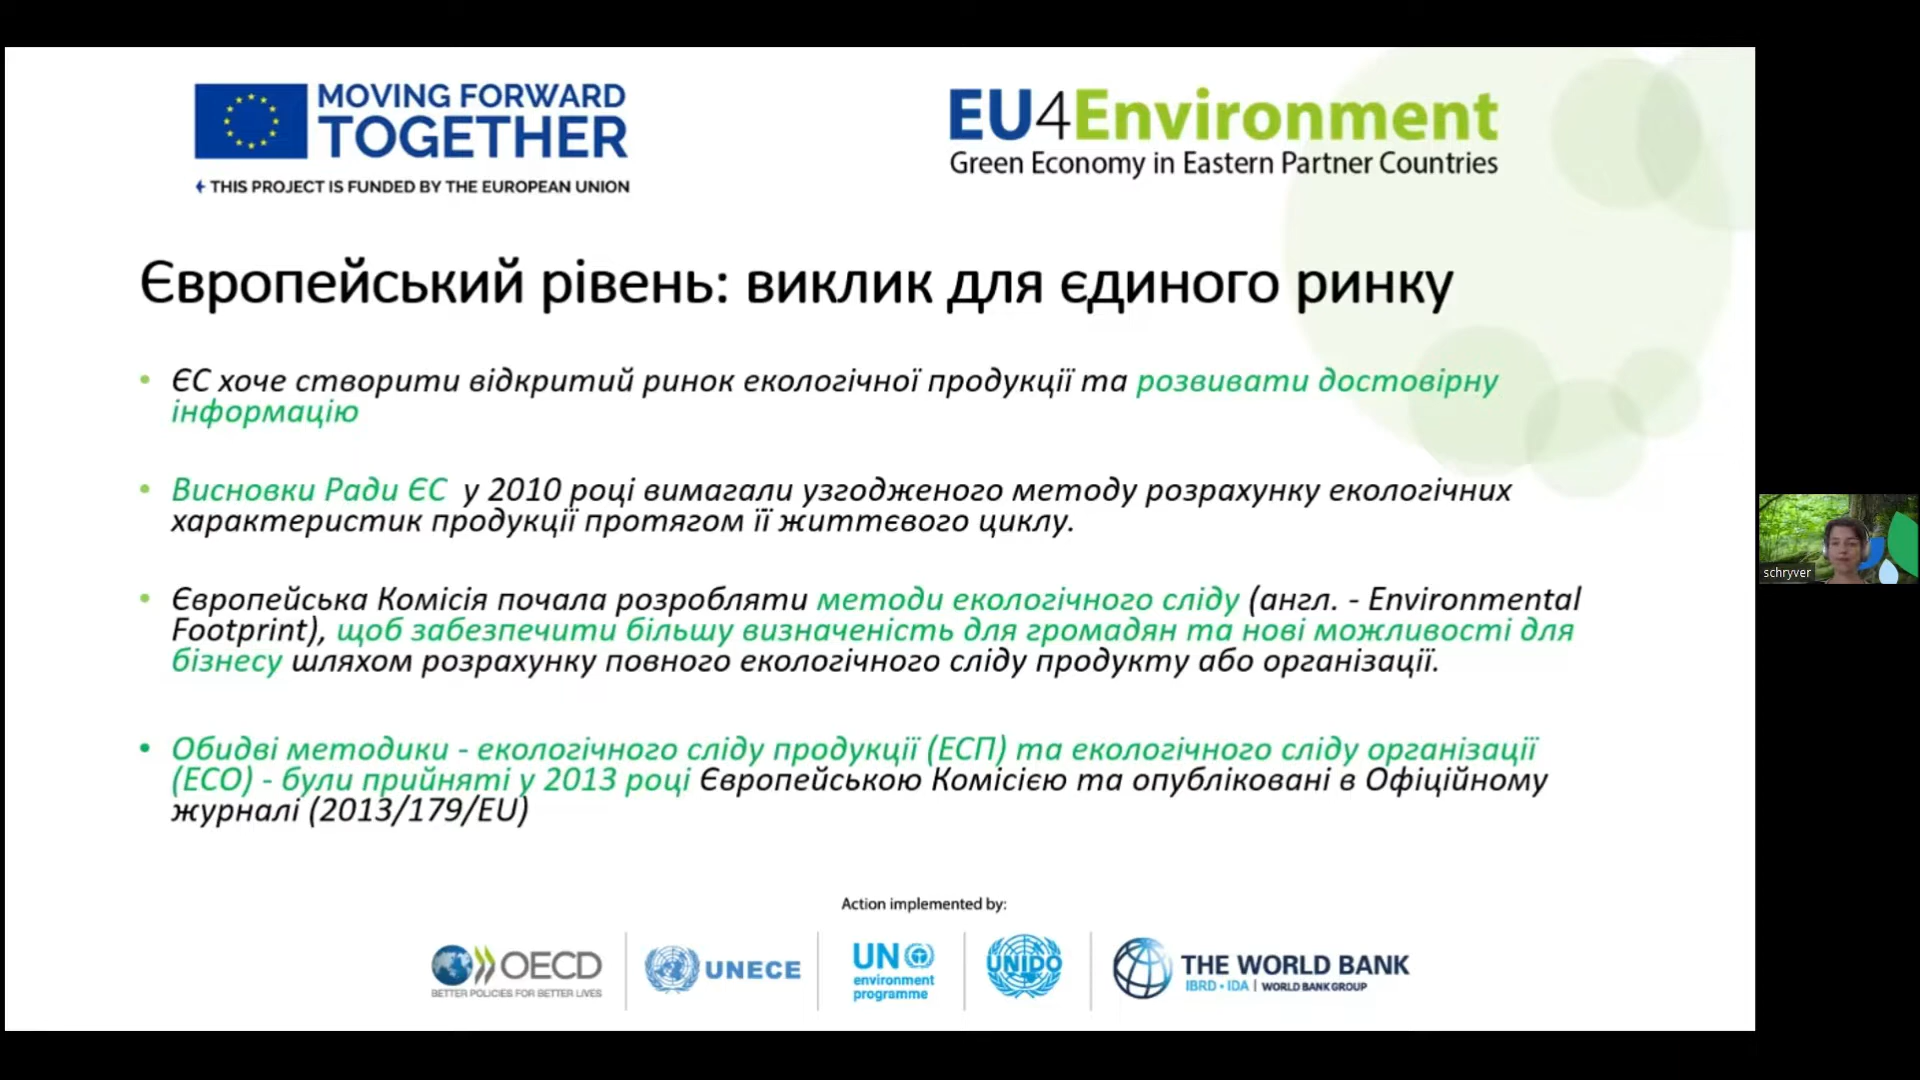 MOVING FORWARD
TOGETHER
THIS PROJECT IS FUNDED BY THE EUROPEAN UNION
EU4Environment
Green Economy in Eastern Partner Countries
Європейський рівень: виклик для єдиного ринку
• ЄС хоче створити відкритий ринок екологічної продукції та розвивати достовірну
інформацію
• Висновки Ради ЄС у 2010 році вимагали узгодженого методу розрахунку екологічних
характеристик продукції протягом її життєвого циклу.
• Європейська Комісія почала розробляти методи екологічного сліду (англ. - Environmental
Footprint), щоб забезпечити більшу визначеність для громадян та нові можливості для
бізнесу шляхом розрахунку повного екологічного сліду продукту або організації.
• Обидві методики - екологічного сліду продукції (ЕСП) та екологічного сліду організації
(ЕСО) - були прийняті у 2013 році Європейською Комісією та опубліковані в Офіційному
журналі (2013/179/EU)
schryver
Action implemented by:
OECD
BETTER POLICIES FOR BETTER LIVES
UNECE
UN
environment
programme
UNIDO
THE WORLD BANK
IBRD • IDA | WORLD BANK GROUP